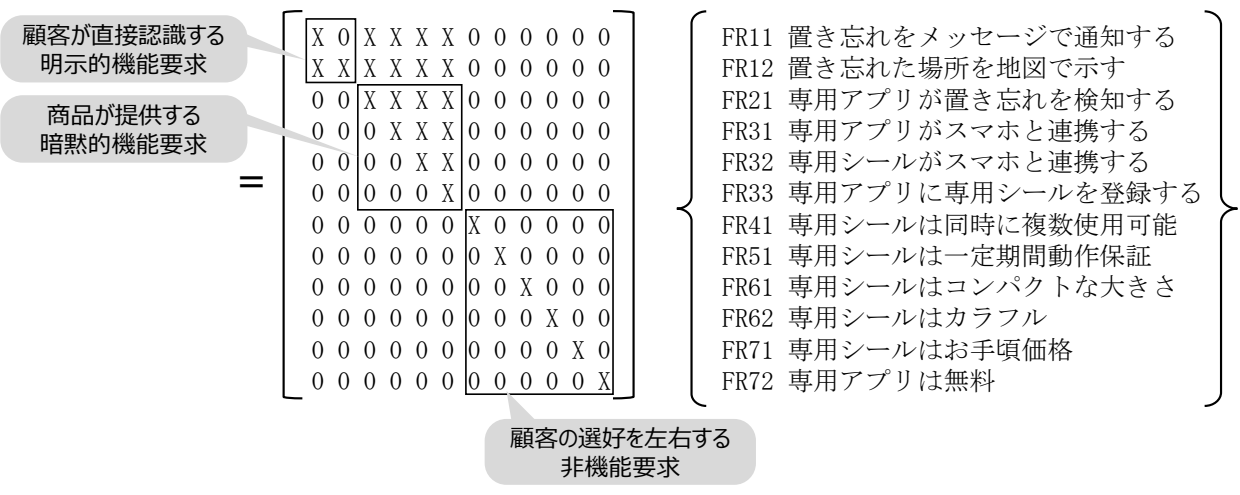 顧客が直接認識する
明示的機能要求
商品が提供する
暗黙的機能要求
=
X 0 X X X X 0 0 0 0 0 0
X X X X X X 0 0 0 0 0 0
0 0 X X X X 0 0 0 0 0 0
0 0 0 X X X 0 0 0 0 0 0
0 0 0 0 X X 0 0 0 0 0 0
0 0 0 0 0 X 0 0 0 0 0 0
0 0 0 0 0 0 X 0 0 0 0 0
0 0 0 0 0 0 0 X 0 0 0 0
0 0 0 0 0 0 0 0 X 0 0 0
0 0 0 0 0 0 0 0 0 X 0 0
0 0 0 0 0 0 0 0 0 0 X 0
0 0 0 0 0 0 0 0 0 0 0 X
FR11 置き忘れをメッセージで通知する
FR12 置き忘れた場所を地図で示す
FR21 専用アプリが置き忘れを検知する
FR31 専用アプリがスマホと連携する
FR32 専用シールがスマホと連携する
FR33 専用アプリに専用シールを登録する
FR41 専用シールは同時に複数使用可能
FR51 専用シールは一定期間動作保証
FR61 専用シールはコンパクトな大きさ
FR62 専用シールはカラフル
FR71 専用シールはお手頃価格
FR72 専用アプリは無料
顧客の選好を左右する
非機能要求